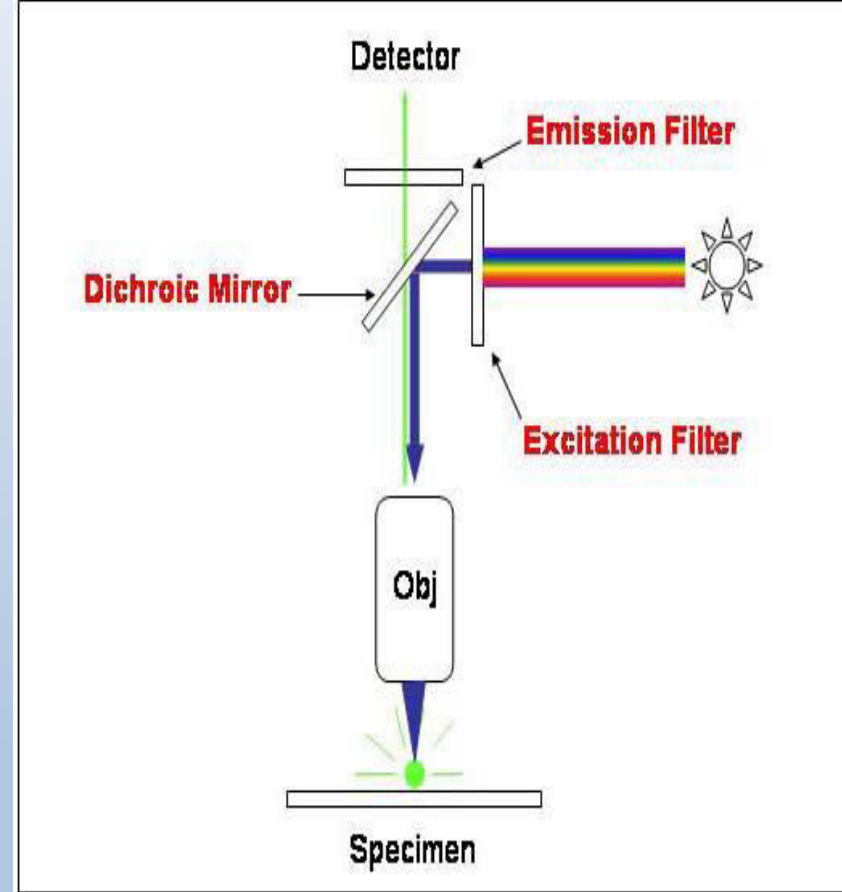 Detector
Emission Filter
Dichroic Mirror
Excitation Filter
Obj
Specimen